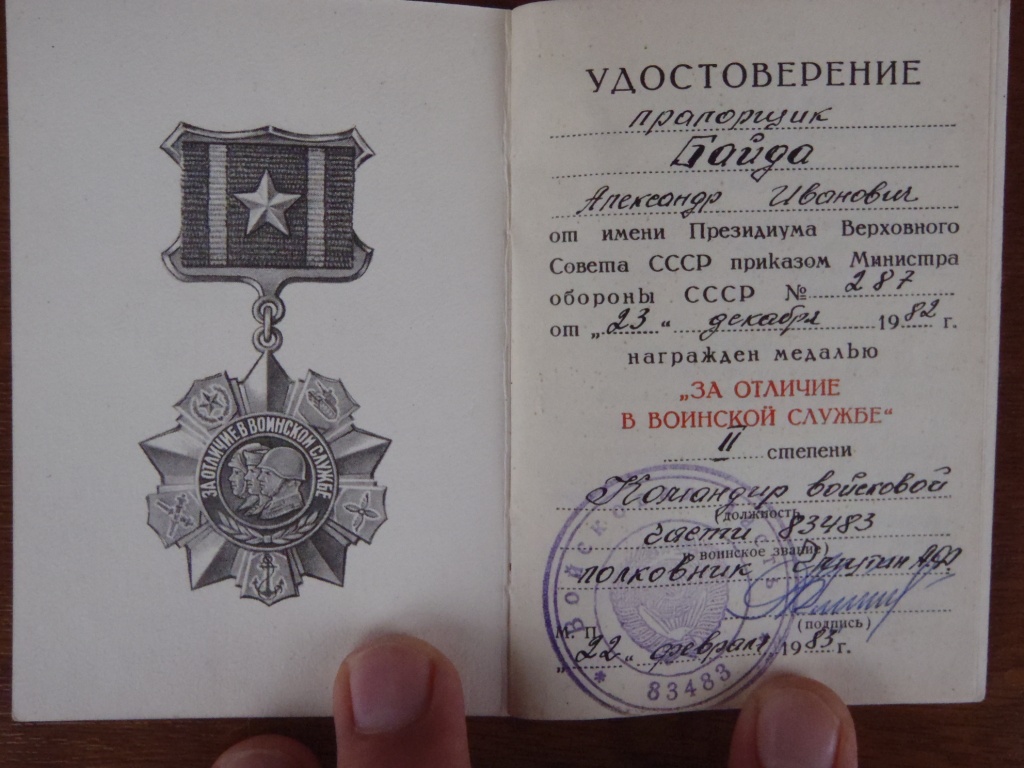 ЗА ОТЛИЧИЕ В ВОИНСКОЙ СЛУЖБЕ
УДОСТОВЕРЕНИЕ
прапорщик
Гайда
Александр Иванович
от имени Президиума Верховного
Совета СССР приказом Министра
обороны СССР № 287
от „23“ декабря 1982 г.
награжден медалью
„ЗА ОТЛИЧИЕ
В ВОИНСКОЙ СЛУЖБЕ“
II степени
Командир войсковой
(должность
части 83483
и воинское звание)
полковник А.Ф.
(подпись)
М. П.
„22“ февраля 1983 г.
83483